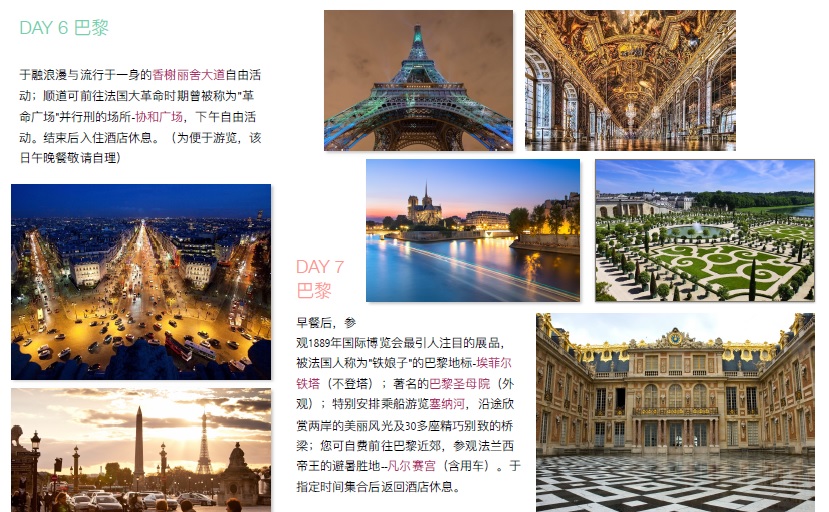 DAY 6 巴黎
于融浪漫与流行于一身的香榭丽舍大道自由活
动；顺道可前往法国大革命时期曾被称为"革
命广场"并行刑的场所-协和广场，下午自由活
动。结束后入住酒店休息。（为便于游览，该
日午晚餐敬请自理）
DAY 7
巴黎
早餐后，参
观1889年国际博览会最引人注目的展品，
被法国人称为"铁娘子"的巴黎地标-埃菲尔
铁塔（不登塔）；著名的巴黎圣母院（外
观）；特别安排乘船游览塞纳河，沿途欣
赏两岸的美丽风光及30多座精巧别致的桥
梁；您可自费前往巴黎近郊，参观法兰西
帝王的避暑胜地--凡尔赛宫（含用车）。于
指定时间集合后返回酒店休息。